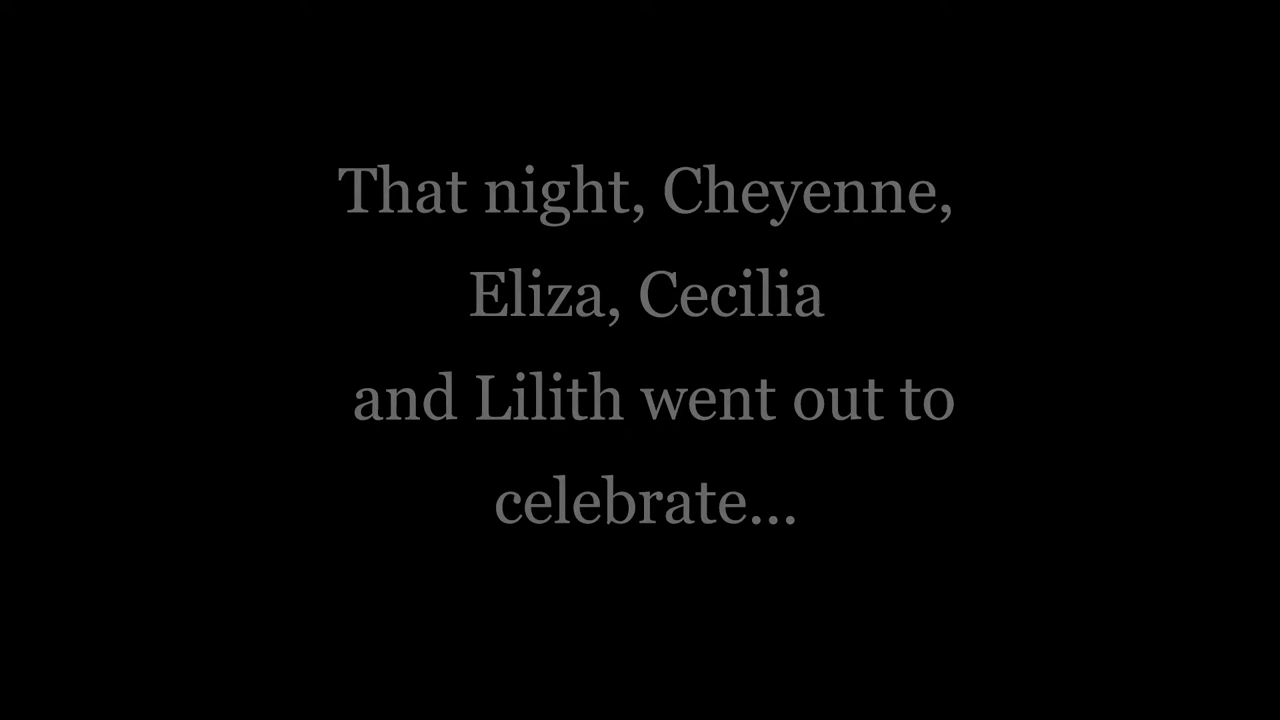 That night, Cheyenne,
Eliza, Cecilia
and Lilith went out to
celebrate...